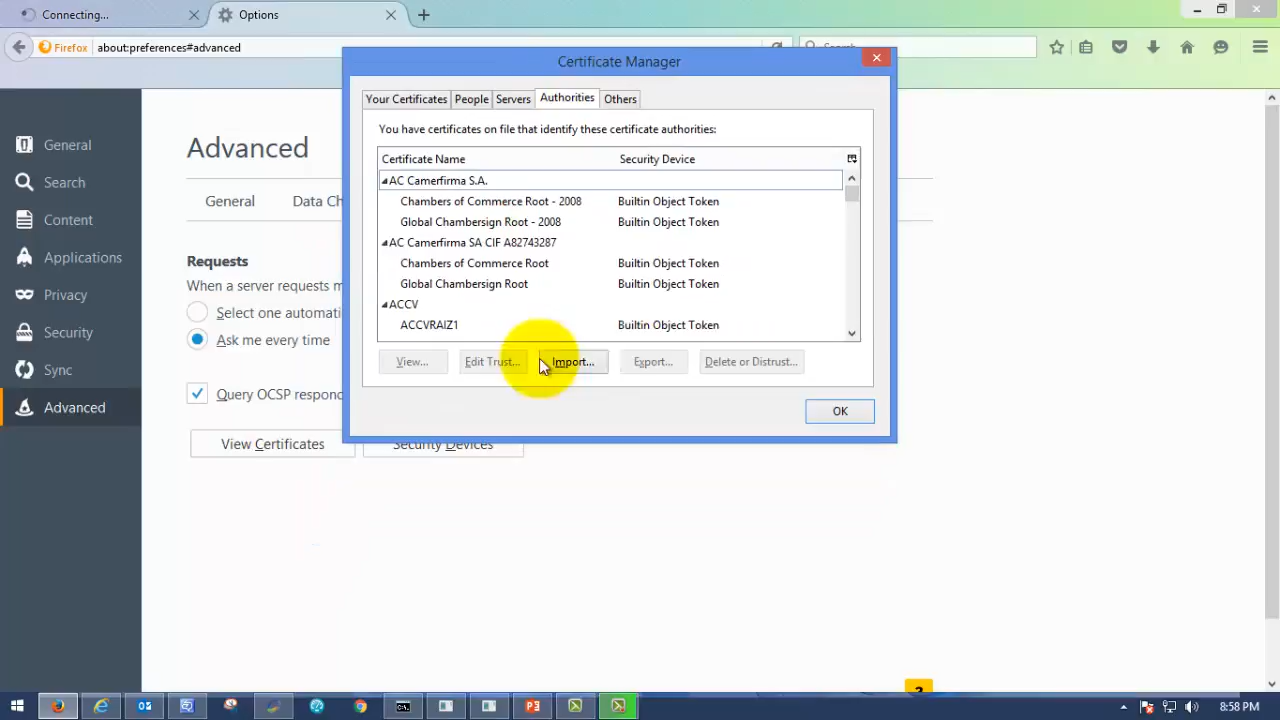 Connecting...
Options
Firefox
about:preferences#advanced
Search
Certificate Manager
Your Certificates
People
Servers
Authorities
Others
You have certificates on file that identify these certificate authorities:
Certificate Name
Security Device
AC Camerfirma S.A.
Chambers of Commerce Root - 2008
Builtin Object Token
Global Chambersign Root - 2008
Builtin Object Token
AC Camerfirma SA CIF A82743287
Chambers of Commerce Root
Builtin Object Token
Global Chambersign Root
Builtin Object Token
ACCV
ACCVRAIZ1
Builtin Object Token
View...
Edit Trust...
Import...
Export...
Delete or Distrust...
OK
General
Search
Content
Applications
Privacy
Security
Sync
Advanced
Advanced
General
Data Ch
Requests
When a server requests m
Select one automati
Ask me every time
Query OCSP respond
View Certificates
Security Devices
8:58 PM